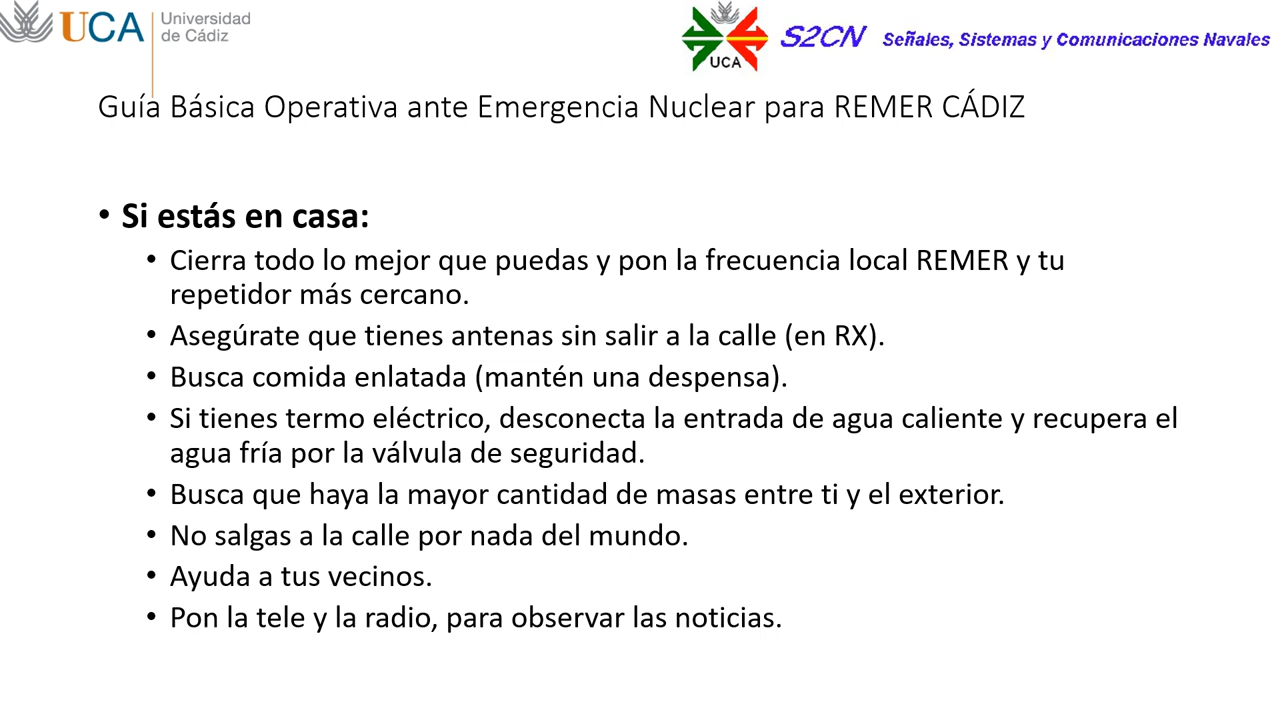 UCA Universidad
de Cádiz
UCA
S2CN Señales, Sistemas y Comunicaciones Navales
Guía Básica Operativa ante Emergencia Nuclear para REMER CÁDIZ
• Si estás en casa:
• Cierra todo lo mejor que puedas y pon la frecuencia local REMER y tu
repetidor más cercano.
• Asegúrate que tienes antenas sin salir a la calle (en RX).
• Busca comida enlatada (mantén una despensa).
• Si tienes termo eléctrico, desconecta la entrada de agua caliente y recupera el
agua fría por la válvula de seguridad.
• Busca que haya la mayor cantidad de masas entre ti y el exterior.
• No salgas a la calle por nada del mundo.
• Ayuda a tus vecinos.
• Pon la tele y la radio, para observar las noticias.